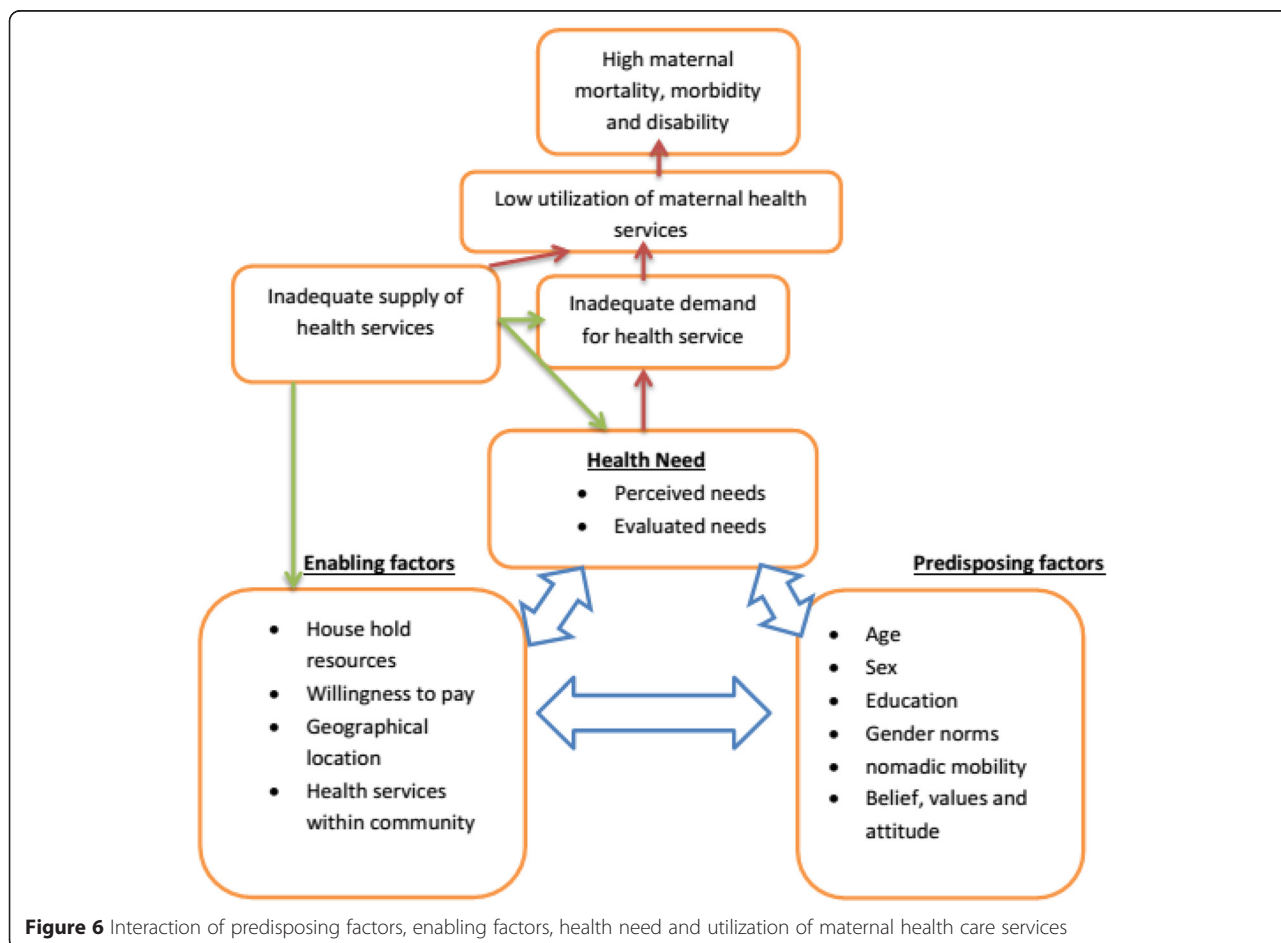 High maternal
mortality, morbidity
and disability
Low utilization of maternal health
services
Inadequate supply of
health services
Inadequate demand
for health service
Health Need
• Perceived needs
• Evaluated needs
Enabling factors
• House hold
resources
• Willingness to pay
• Geographical
location
• Health services
within community
Predisposing factors
• Age
• Sex
• Education
• Gender norms
• nomadic mobility
• Belief, values and
attitude
Figure 6 Interaction of predisposing factors, enabling factors, health need and utilization of maternal health care services